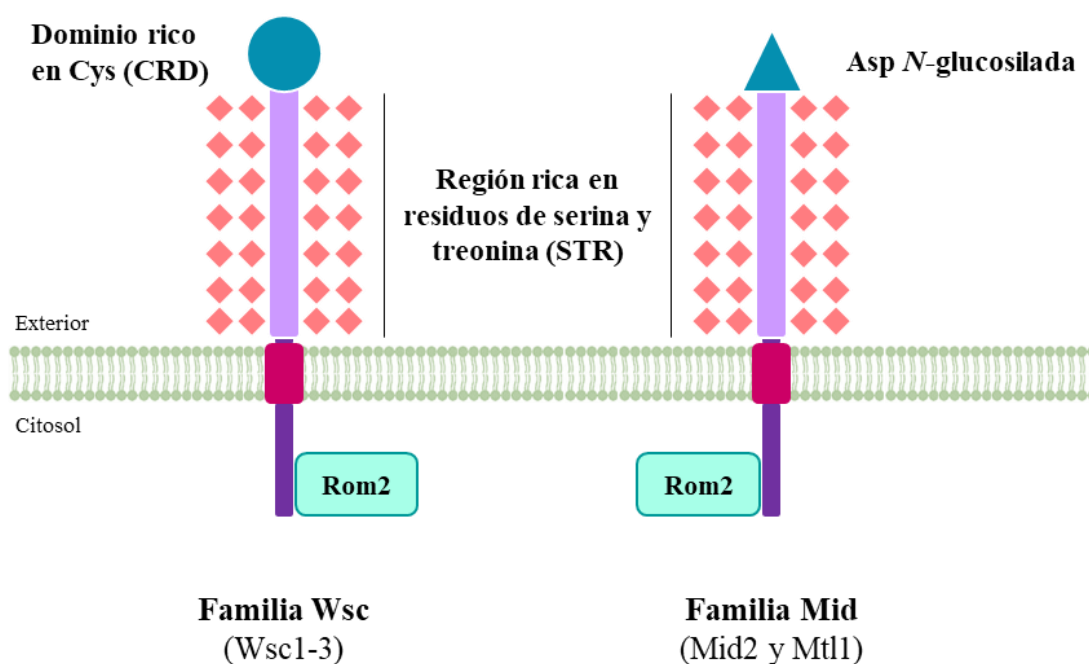 Dominio rico
en Cys (CRD)
Asp N-glucosilada
Región rica en
residuos de serina y
treonina (STR)
Exterior
Citosol
Rom2
Rom2
Familia Wsc
(Wsc1-3)
Familia Mid
(Mid2 y Mtl1)